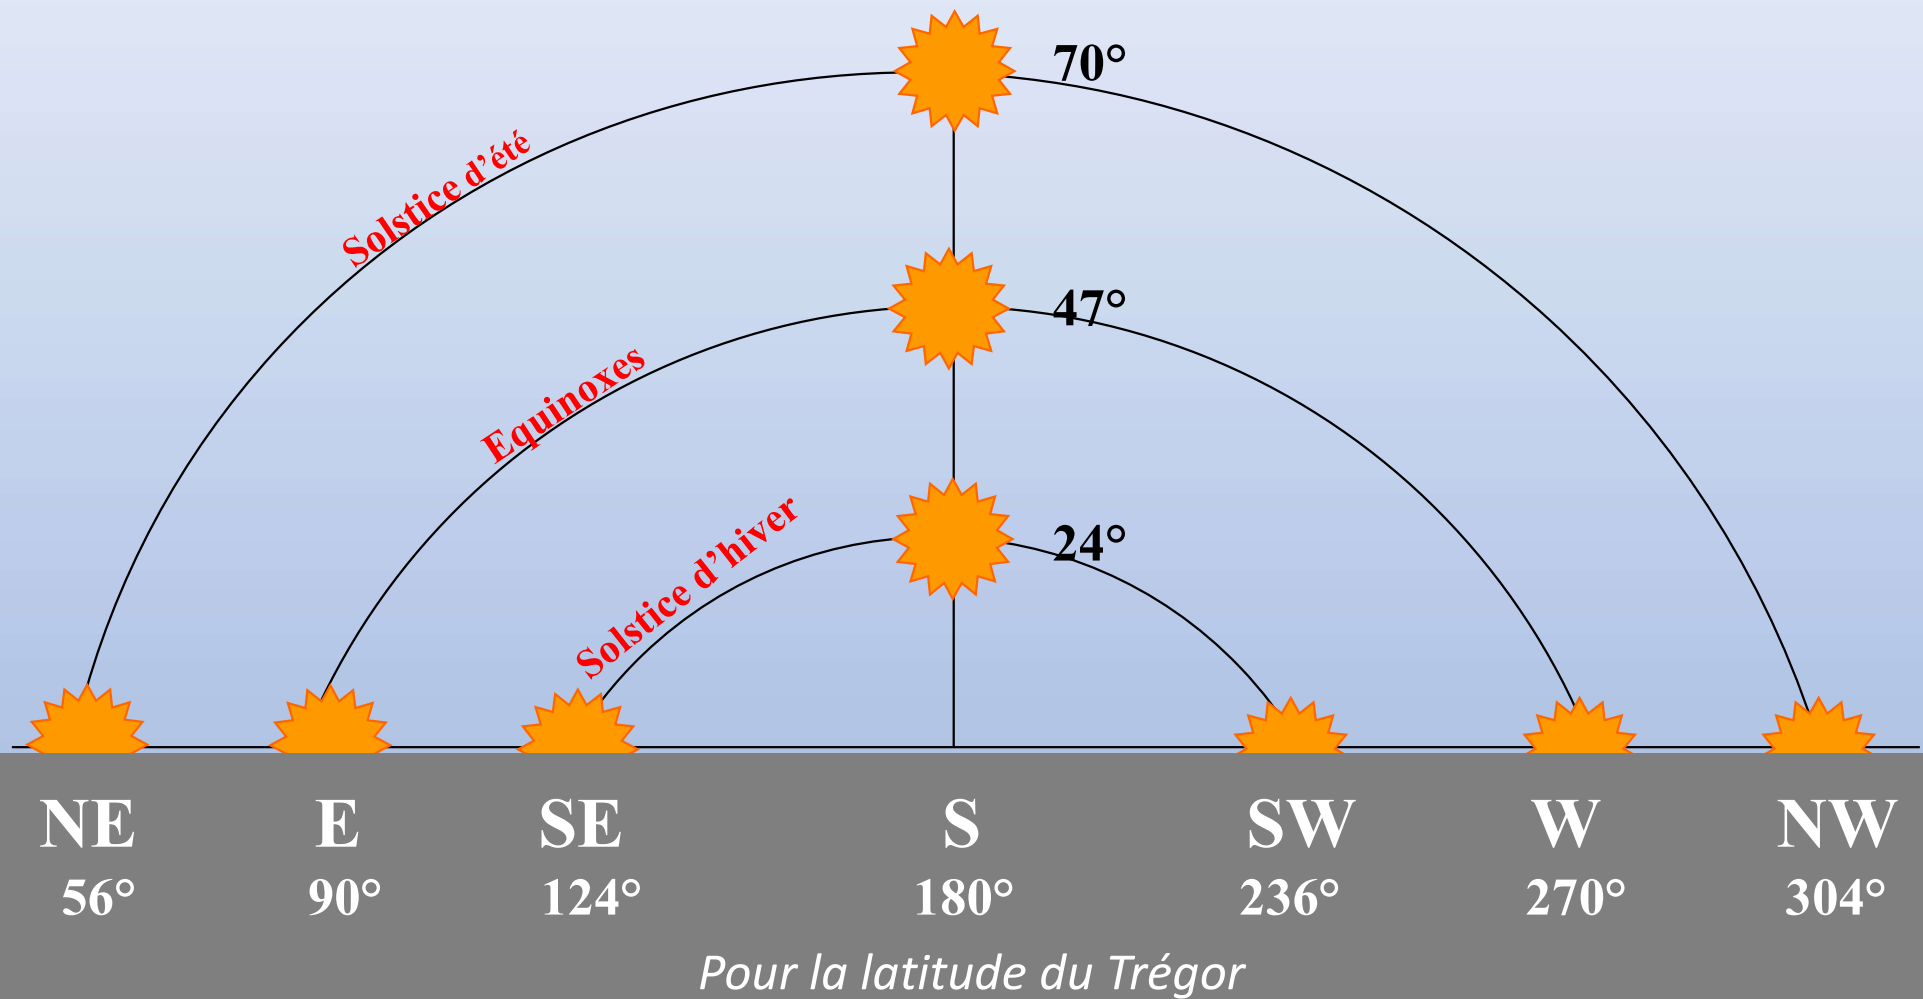 70°
Solstice d’été
47°
Equinoxes
24°
Solstice d’hiver
NE E SE S SW W NW
56° 90° 124° 180° 236° 270° 304°
Pour la latitude du Trégor